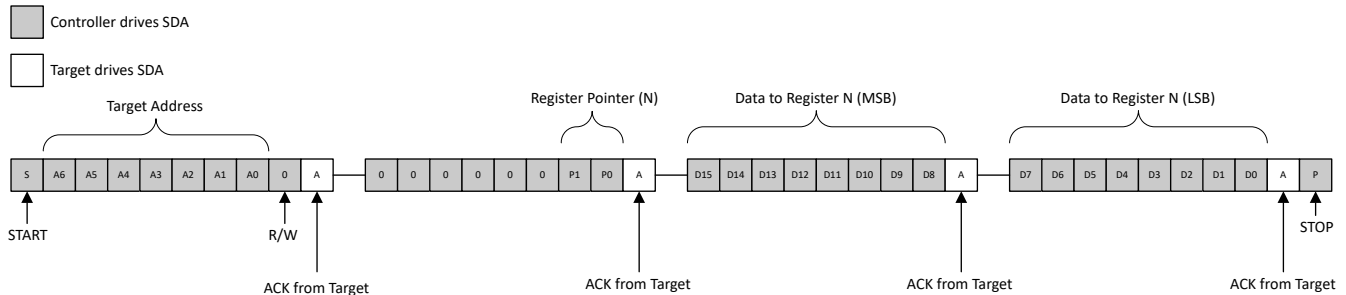 Controller drives SDA
Target drives SDA
Target Address
Register Pointer (N)
Data to Register N (MSB)
Data to Register N (LSB)
S A6 A5 A4 A3 A2 A1 A0 0 A 0 0 0 0 0 0 P1 P0 A D15 D14 D13 D12 D11 D10 D9 D8 A D7 D6 D5 D4 D3 D2 D1 D0 A P
START
R/W
STOP
ACK from Target
ACK from Target
ACK from Target
ACK from Target